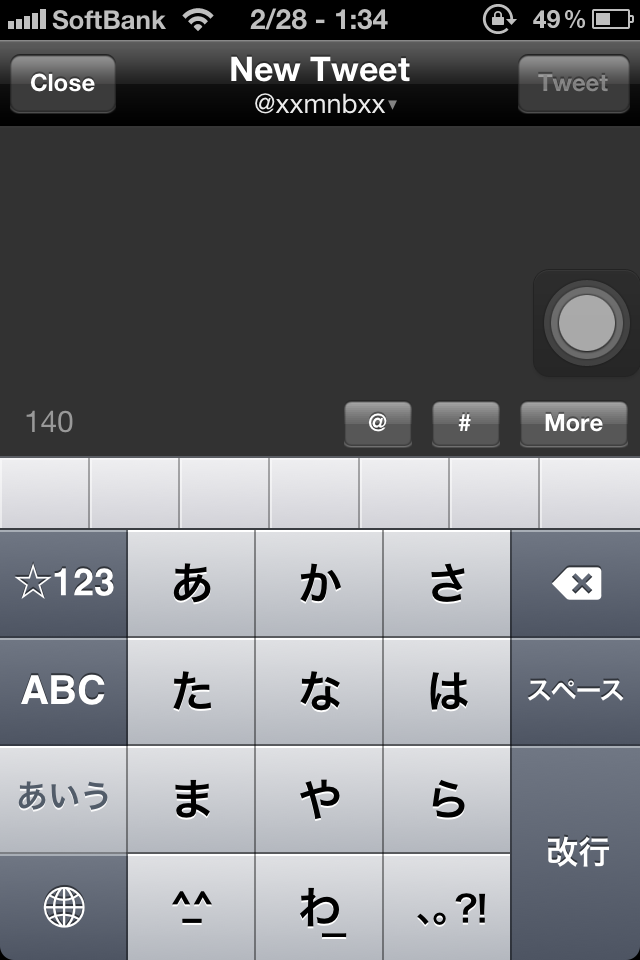 SoftBank 2/28 - 1:34 49%
Close New Tweet Tweet
@xxmnbxx▾
140 @ # More
☆123 あ か さ
ABC た な は スペース
あいう ま や ら 改行
^_^ わ_ 、。?!